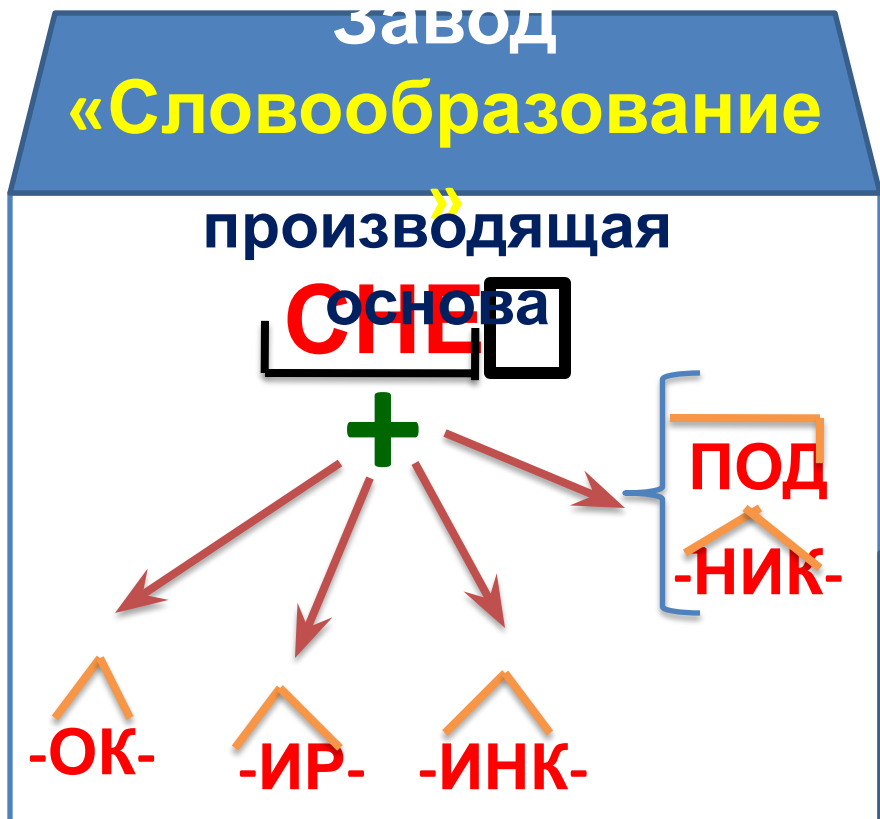 Завод
«Словообразование
»
производящая
основа
СНЕ
ПОД
-НИК-
-ОК-
-ИР-
-ИНК-